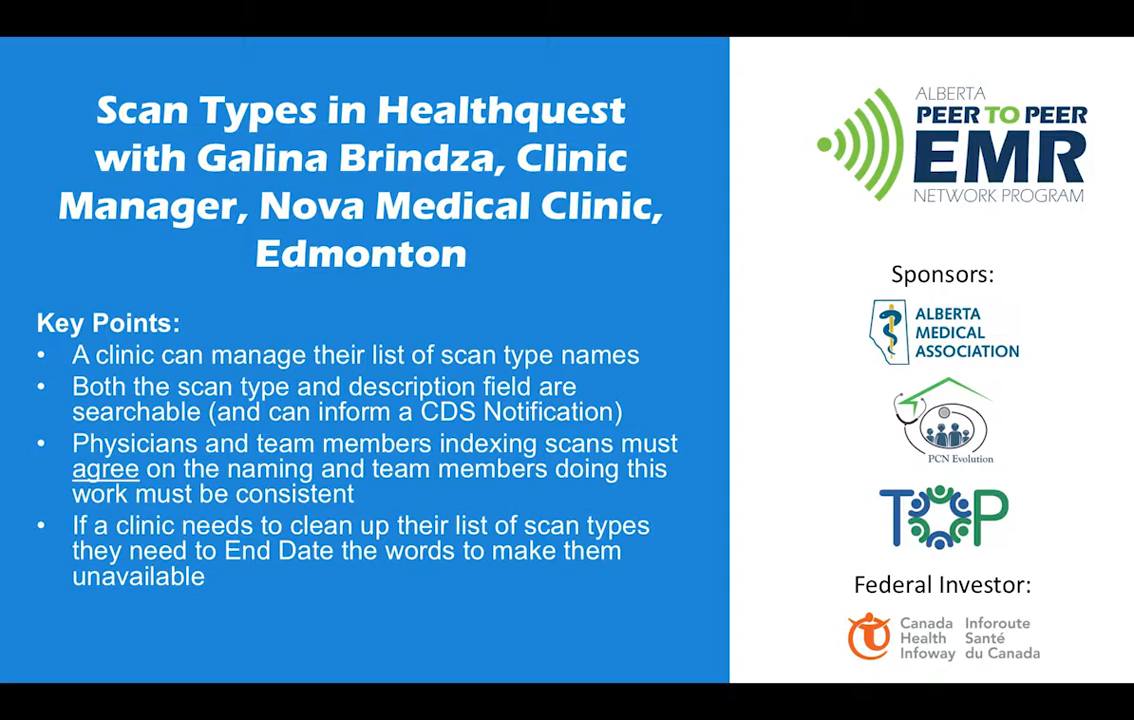 Scan Types in Healthquest
with Galina Brindza, Clinic
Manager, Nova Medical Clinic,
Edmonton
Key Points:
• A clinic can manage their list of scan type names
• Both the scan type and description field are
searchable (and can inform a CDS Notification)
• Physicians and team members indexing scans must
agree on the naming and team members doing this
work must be consistent
• If a clinic needs to clean up their list of scan types
they need to End Date the words to make them
unavailable
ALBERTA
PEER TO PEER
EMR
NETWORK PROGRAM
Sponsors:
ALBERTA
MEDICAL
ASSOCIATION
PCN Evolution
TOP
Federal Investor:
Canada Inforoute
Health Santé
Infoway du Canada